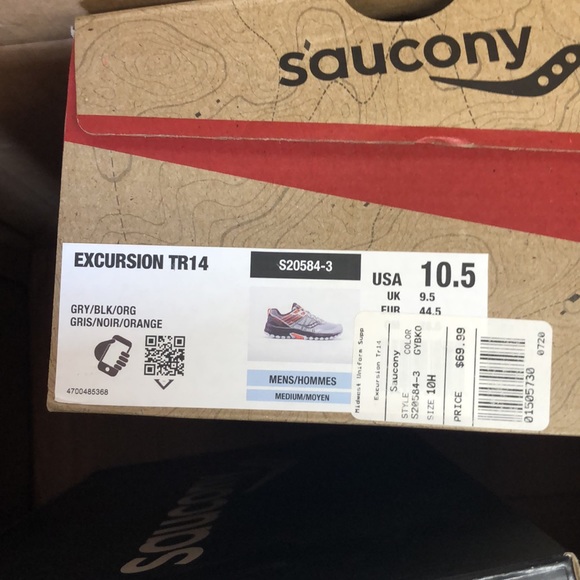 saucony
EXCURSION TR14
S20584-3
USA 10.5
UK 9.5
EUR 44.5
GRY/BLK/ORG
GRIS/NOIR/ORANGE
4700485368
MENS/HOMMES
MEDIUM/MOYEN
Midwest Uniform Supp
Excursion Tr14
Saucony
STYLE COLOR
S20584-3 GYBKO
SIZE 10H
PRICE $69.99
01505730 0720
saucony